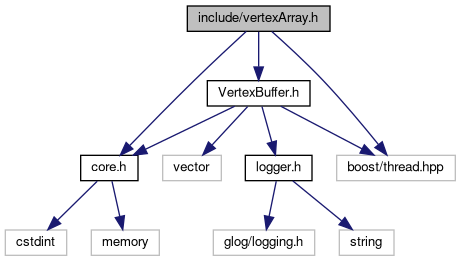 include/vertexArray.h
VertexBuffer.h
core.h
vector
logger.h
boost/thread.hpp
cstdint
memory
glog/logging.h
string